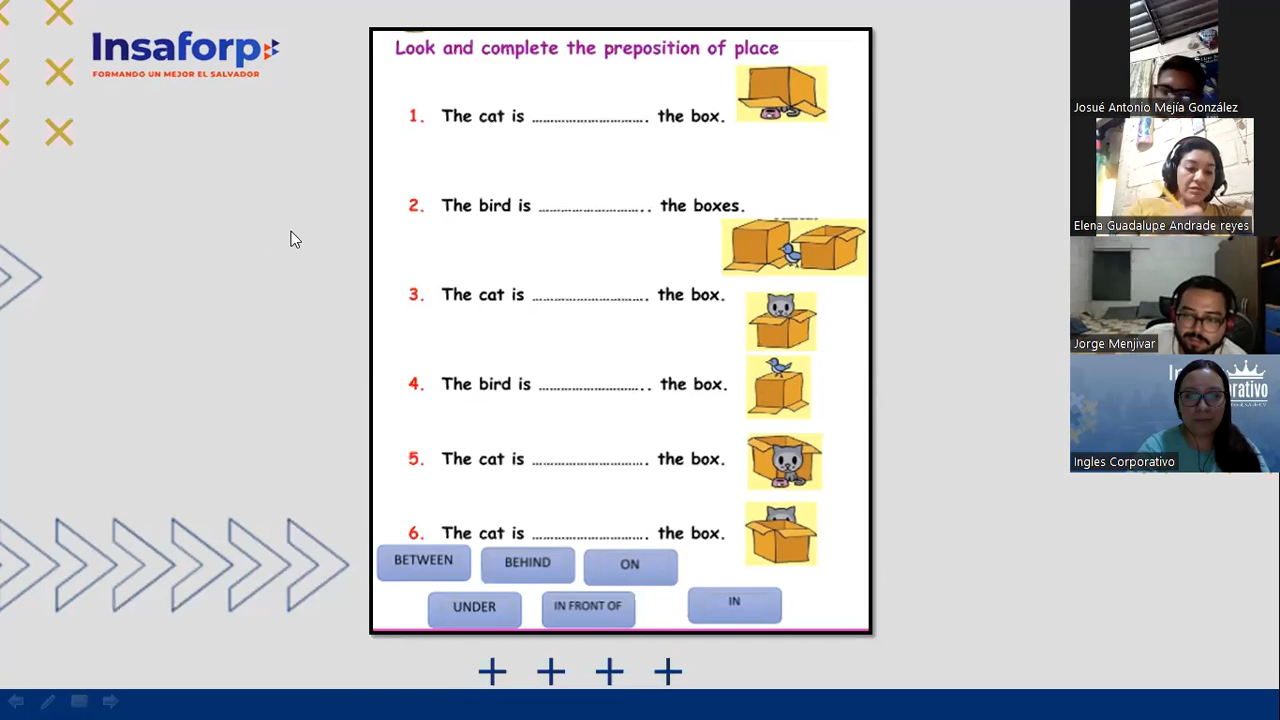 Insaforp
FORMANDO UN MEJOR EL SALVADOR
Look and complete the preposition of place
1. The cat is ............................. the box.
2. The bird is ............................. the boxes.
3. The cat is ............................. the box.
4. The bird is ............................. the box.
5. The cat is ............................. the box.
6. The cat is ............................. the box.
BETWEEN BEHIND ON
UNDER IN FRONT OF IN
Josué Antonio Mejía González
Elena Guadalupe Andrade reyes
Jorge Menjivar
Ingles Corporativo